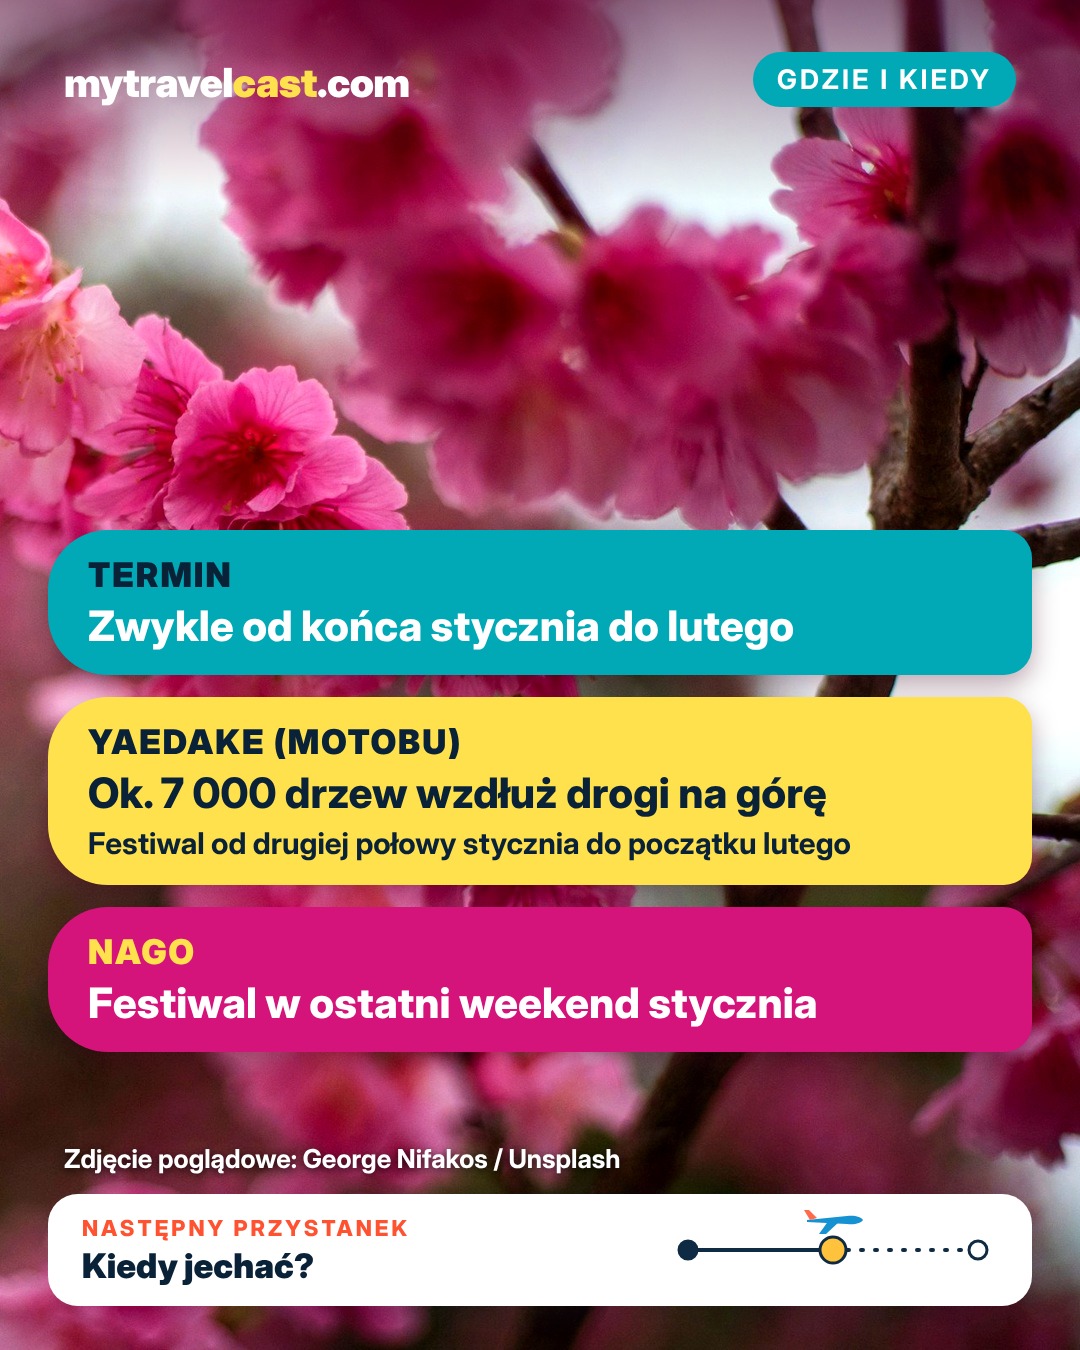 mytravelcast.com
GDZIE I KIEDY
TERMIN
Zwykle od końca stycznia do lutego
YAEDAKE (MOTOBU)
Ok. 7 000 drzew wzdłuż drogi na górę
Festiwal od drugiej połowy stycznia do początku lutego
NAGO
Festiwal w ostatni weekend stycznia
Zdjęcie poglądowe: George Nifakos / Unsplash
NASTĘPNY PRZYSTANEK
Kiedy jechać?